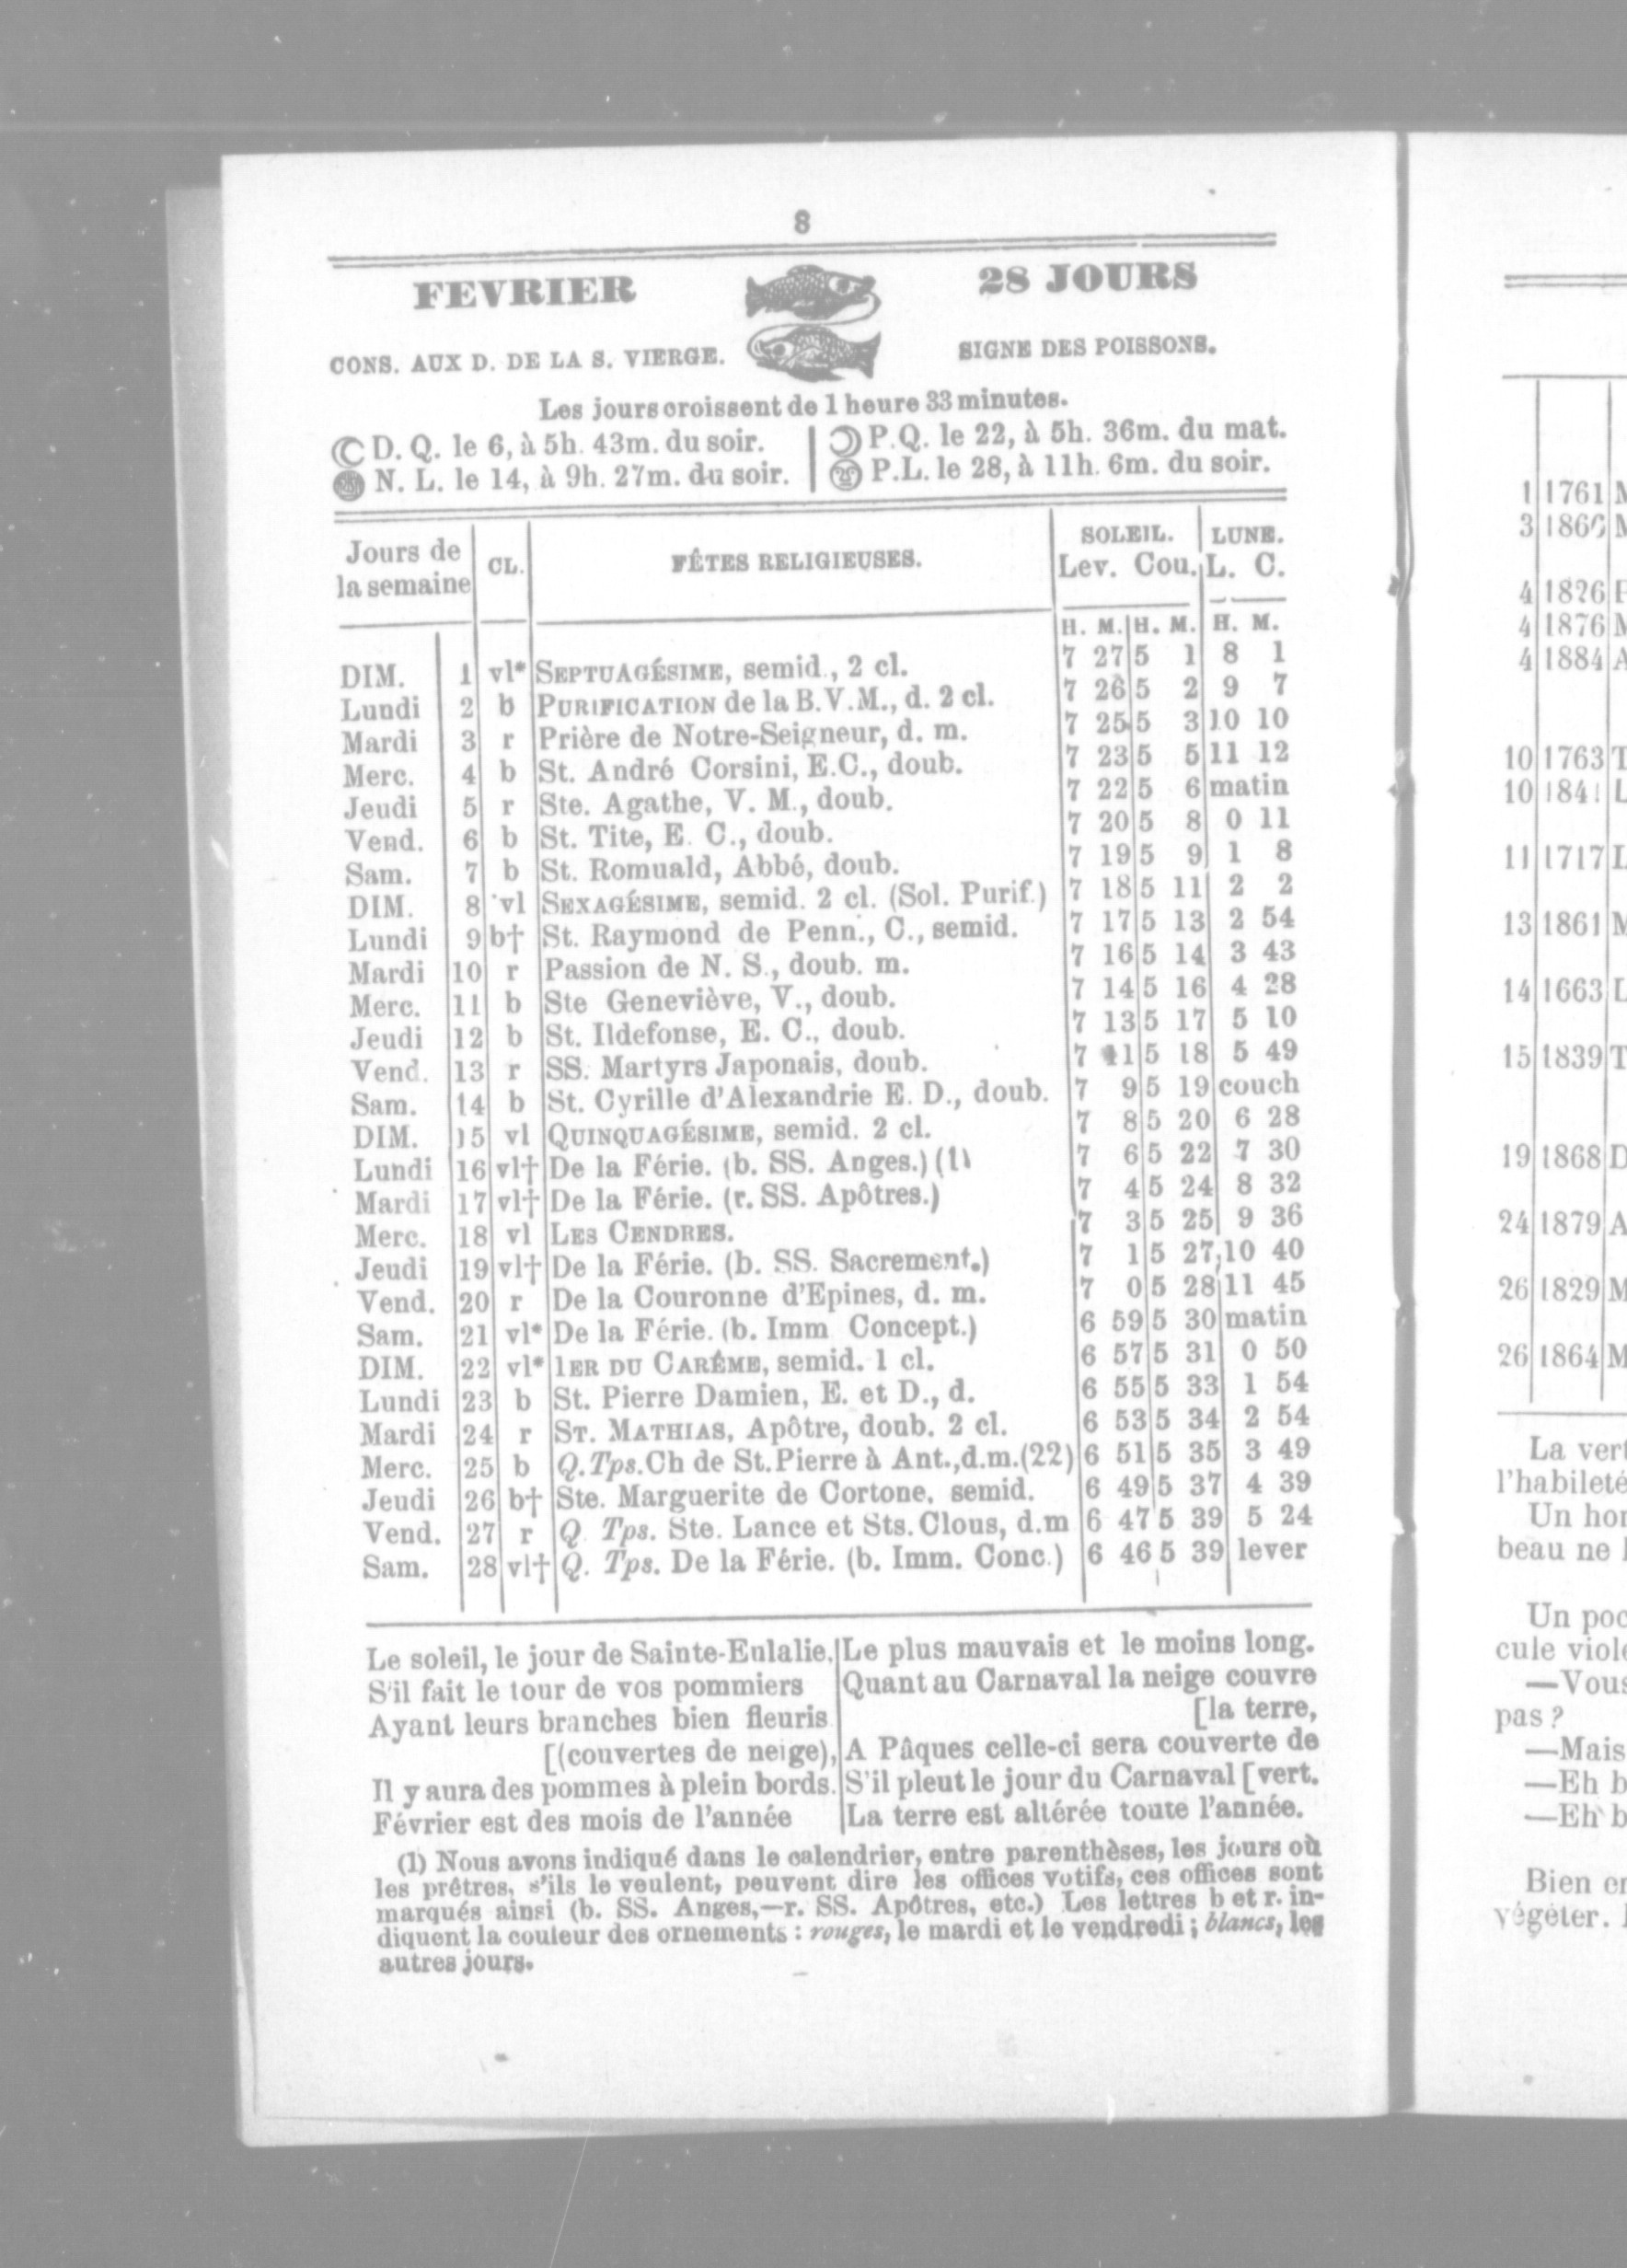 8
FEVRIER 28 JOURS
CONS. AUX D. DE LA S. VIERGE. SIGNE DES POISSONS.
Les jours croissent de 1 heure 33 minutes.
D. Q. le 6, à 5h. 43m. du soir. P.Q. le 22, à 5h. 36m. du mat.
N. L. le 14, à 9h. 27m. du soir. P.L. le 28, à 11h. 6m. du soir.
Jours de la semaine CL. FÊTES RELIGIEUSES. SOLEIL. LUNE.
Lev. Cou. L. C.
H. M. H. M. H. M.
DIM. 1 vl* SEPTUAGÉSIME, semid., 2 cl. 7 27 5 1 8 1
Lundi 2 b PURIFICATION de la B.V.M., d. 2 cl. 7 26 5 2 9 7
Mardi 3 r Prière de Notre-Seigneur, d. m. 7 25 5 3 10 10
Merc. 4 b St. André Corsini, E.C., doub. 7 23 5 5 11 12
Jeudi 5 r Ste. Agathe, V. M., doub. 7 22 5 6 matin
Vend. 6 b St. Tite, E. C., doub. 7 20 5 8 0 11
Sam. 7 b St. Romuald, Abbé, doub. 7 19 5 9 1 8
DIM. 8 vl SEXAGÉSIME, semid. 2 cl. (Sol. Purif.) 7 18 5 11 2 2
Lundi 9 b† St. Raymond de Penn., C., semid. 7 17 5 13 2 54
Mardi 10 r Passion de N. S., doub. m. 7 16 5 14 3 43
Merc. 11 b Ste Geneviève, V., doub. 7 14 5 16 4 28
Jeudi 12 b St. Ildefonse, E. C., doub. 7 13 5 17 5 10
Vend. 13 r SS. Martyrs Japonais, doub. 7 11 5 18 5 49
Sam. 14 b St. Cyrille d'Alexandrie E. D., doub. 7 9 5 19 couch
DIM. 15 vl QUINQUAGÉSIME, semid. 2 cl. 7 8 5 20 6 28
Lundi 16 vl† De la Férie. (b. SS. Anges.) (1) 7 6 5 22 7 30
Mardi 17 vl† De la Férie. (r. SS. Apôtres.) 7 4 5 24 8 32
Merc. 18 vl LES CENDRES. 7 3 5 25 9 36
Jeudi 19 vl† De la Férie. (b. SS. Sacrement.) 7 1 5 27 10 40
Vend. 20 r De la Couronne d'Epines, d. m. 7 0 5 28 11 45
Sam. 21 vl* De la Férie. (b. Imm Concept.) 6 59 5 30 matin
DIM. 22 vl* 1ER DU CARÊME, semid. 1 cl. 6 57 5 31 0 50
Lundi 23 b St. Pierre Damien, E. et D., d. 6 55 5 33 1 54
Mardi 24 r ST. MATHIAS, Apôtre, doub. 2 cl. 6 53 5 34 2 54
Merc. 25 b Q. Tps. Ch de St. Pierre à Ant.,d.m.(22) 6 51 5 35 3 49
Jeudi 26 b† Ste. Marguerite de Cortone, semid. 6 49 5 37 4 39
Vend. 27 r Q. Tps. Ste. Lance et Sts. Clous, d.m 6 47 5 39 5 24
Sam. 28 vl† Q. Tps. De la Férie. (b. Imm. Conc.) 6 46 5 39 lever
Le soleil, le jour de Sainte-Eulalie,
S'il fait le tour de vos pommiers
Ayant leurs branches bien fleuris
[(couvertes de neige),
Il y aura des pommes à plein bords.
Février est des mois de l'année
Le plus mauvais et le moins long.
Quant au Carnaval la neige couvre
[la terre,
A Pâques celle-ci sera couverte de
S'il pleut le jour du Carnaval [vert.
La terre est altérée toute l'année.
(1) Nous avons indiqué dans le calendrier, entre parenthèses, les jours où
les prêtres, s'ils le veulent, peuvent dire les offices votifs, ces offices sont
marqués ainsi (b. SS. Anges,—r. SS. Apôtres, etc.) Les lettres b et r. in-
diquent la couleur des ornements : rouges, le mardi et le vendredi ; blancs, les
autres jours.
1 1761
3 1866
4 1826
4 1876
4 1884
10 1763
10 1841
11 1717
13 1861
14 1663
15 1839
19 1868
24 1879
26 1829
26 1864
La vert
l'habileté
Un hon
beau ne
Un poc
cule viole
—Vous
pas ?
—Mais
—Eh b
—Eh b
Bien en
végéter.